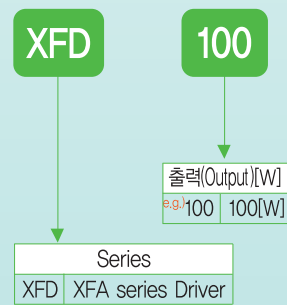 XFD 100
출력(Output)[W]
e.g.)100 100[W]
Series
XFD XFA series Driver